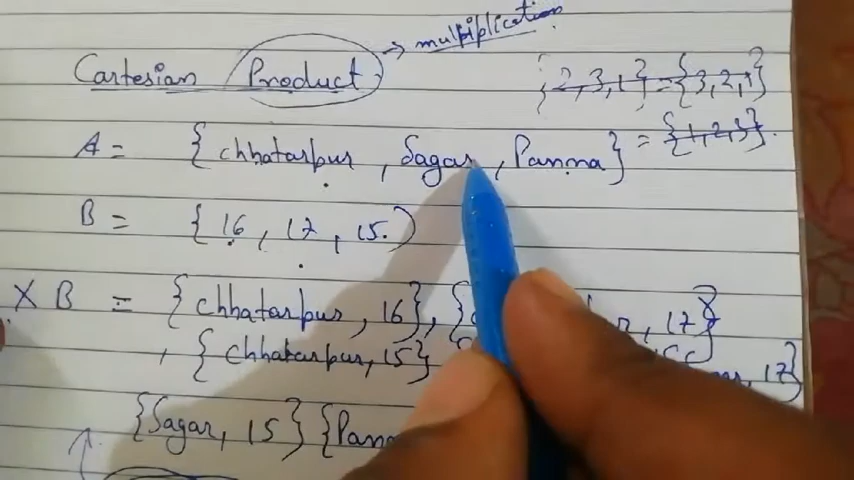 → multiplication
Cartesian Product
{2,3,1} = {3,2,1}
A = { chhatarpur , Sagar , Panna } = {1,2,3}
B = { 16 , 17 , 15. )
X B = { chhatarpur , 16 } , { , 17 }
, { chhatarpur , 15 } , 17 }
{ Sagar , 15 } {